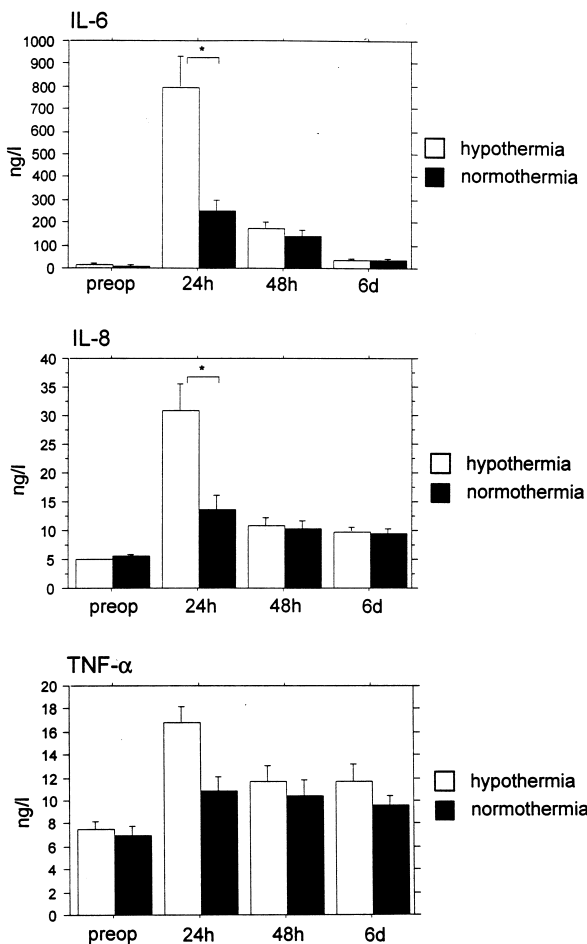 IL-6
1000
900
800
700
600
500
400
300
200
100
0
ng/l
*
preop 24h 48h 6d
hypothermia
normothermia
IL-8
40
35
30
25
20
15
10
5
0
ng/l
*
preop 24h 48h 6d
hypothermia
normothermia
TNF-α
20
18
16
14
12
10
8
6
4
2
0
ng/l
preop 24h 48h 6d
hypothermia
normothermia